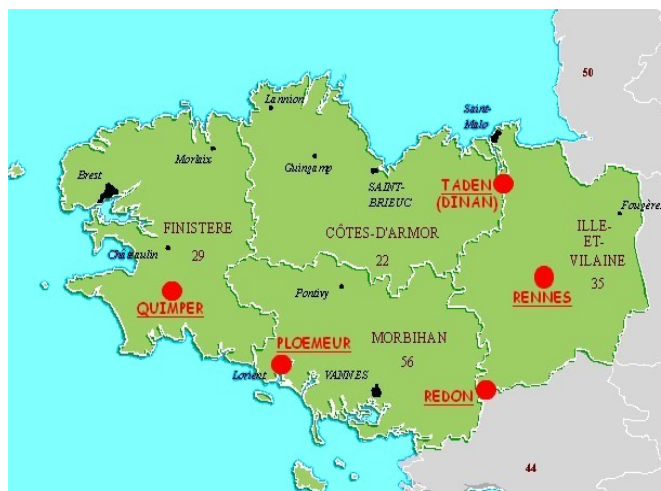 50
Lannion
Saint-
Malo
Morlaix
Guingamp
Brest
SAINT-
BRIEUC
TADEN
(DINAN)
Fougères
FINISTERE
29
CÔTES-D'ARMOR
22
ILLE-
ET-
VILAINE
35
Châteaulin
Pontivy
RENNES
QUIMPER
PLOEMEUR
MORBIHAN
56
Lorient
VANNES
REDON
44